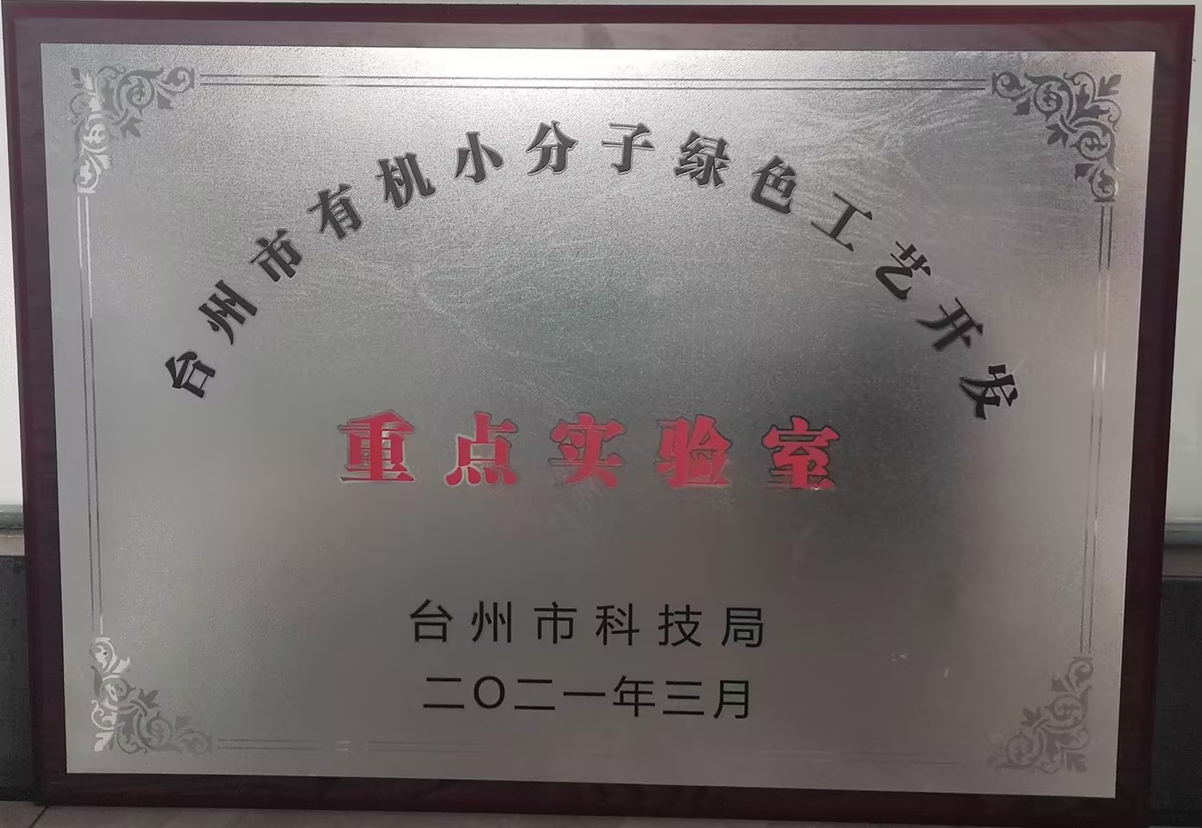 台州市有机小分子绿色工艺开发
重点实验室
台州市科技局
二〇二一年三月